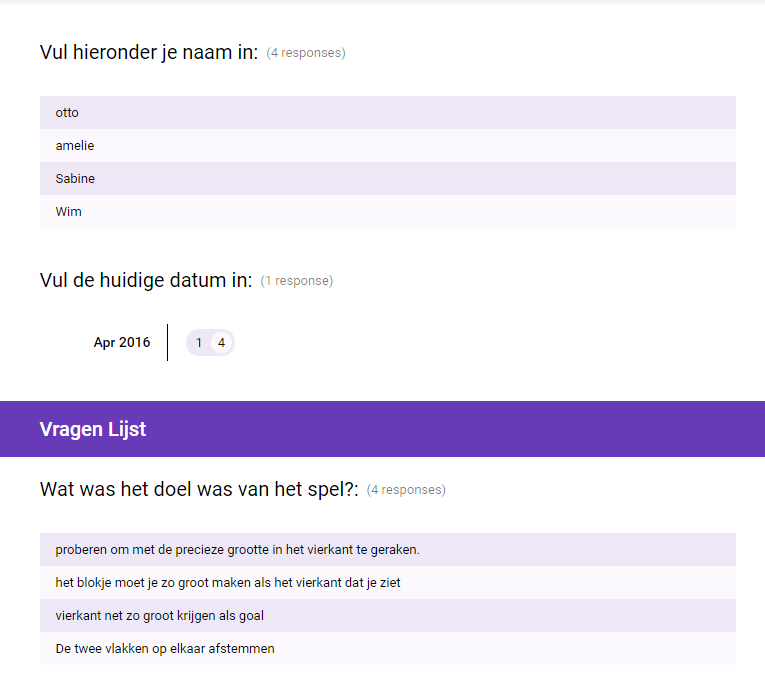 Vul hieronder je naam in: (4 responses)
otto
amelie
Sabine
Wim
Vul de huidige datum in: (1 response)
Apr 2016 1 4
Vragen Lijst
Wat was het doel was van het spel?: (4 responses)
proberen om met de precieze grootte in het vierkant te geraken.
het blokje moet je zo groot maken als het vierkant dat je ziet
vierkant net zo groot krijgen als goal
De twee vlakken op elkaar afstemmen